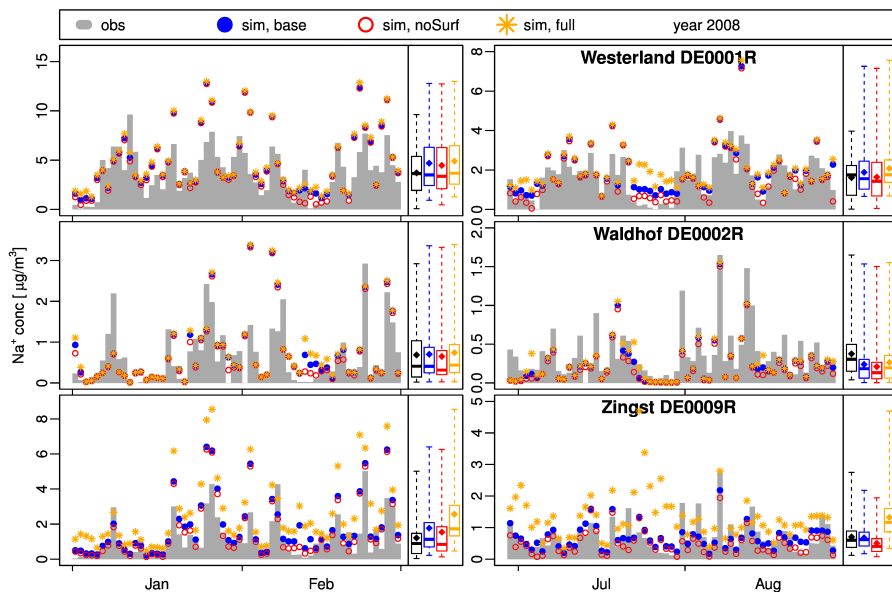 obs sim, base sim, noSurf sim, full year 2008
Westerland DE0001R
0 5 10 15
0 2 4 6 8
Waldhof DE0002R
Na⁺ conc [ μg/m³]
0 1 2 3
0.0 0.5 1.0 1.5 2.0
Zingst DE0009R
0 2 4 6 8
0 1 2 3 4 5
Jan Feb Jul Aug